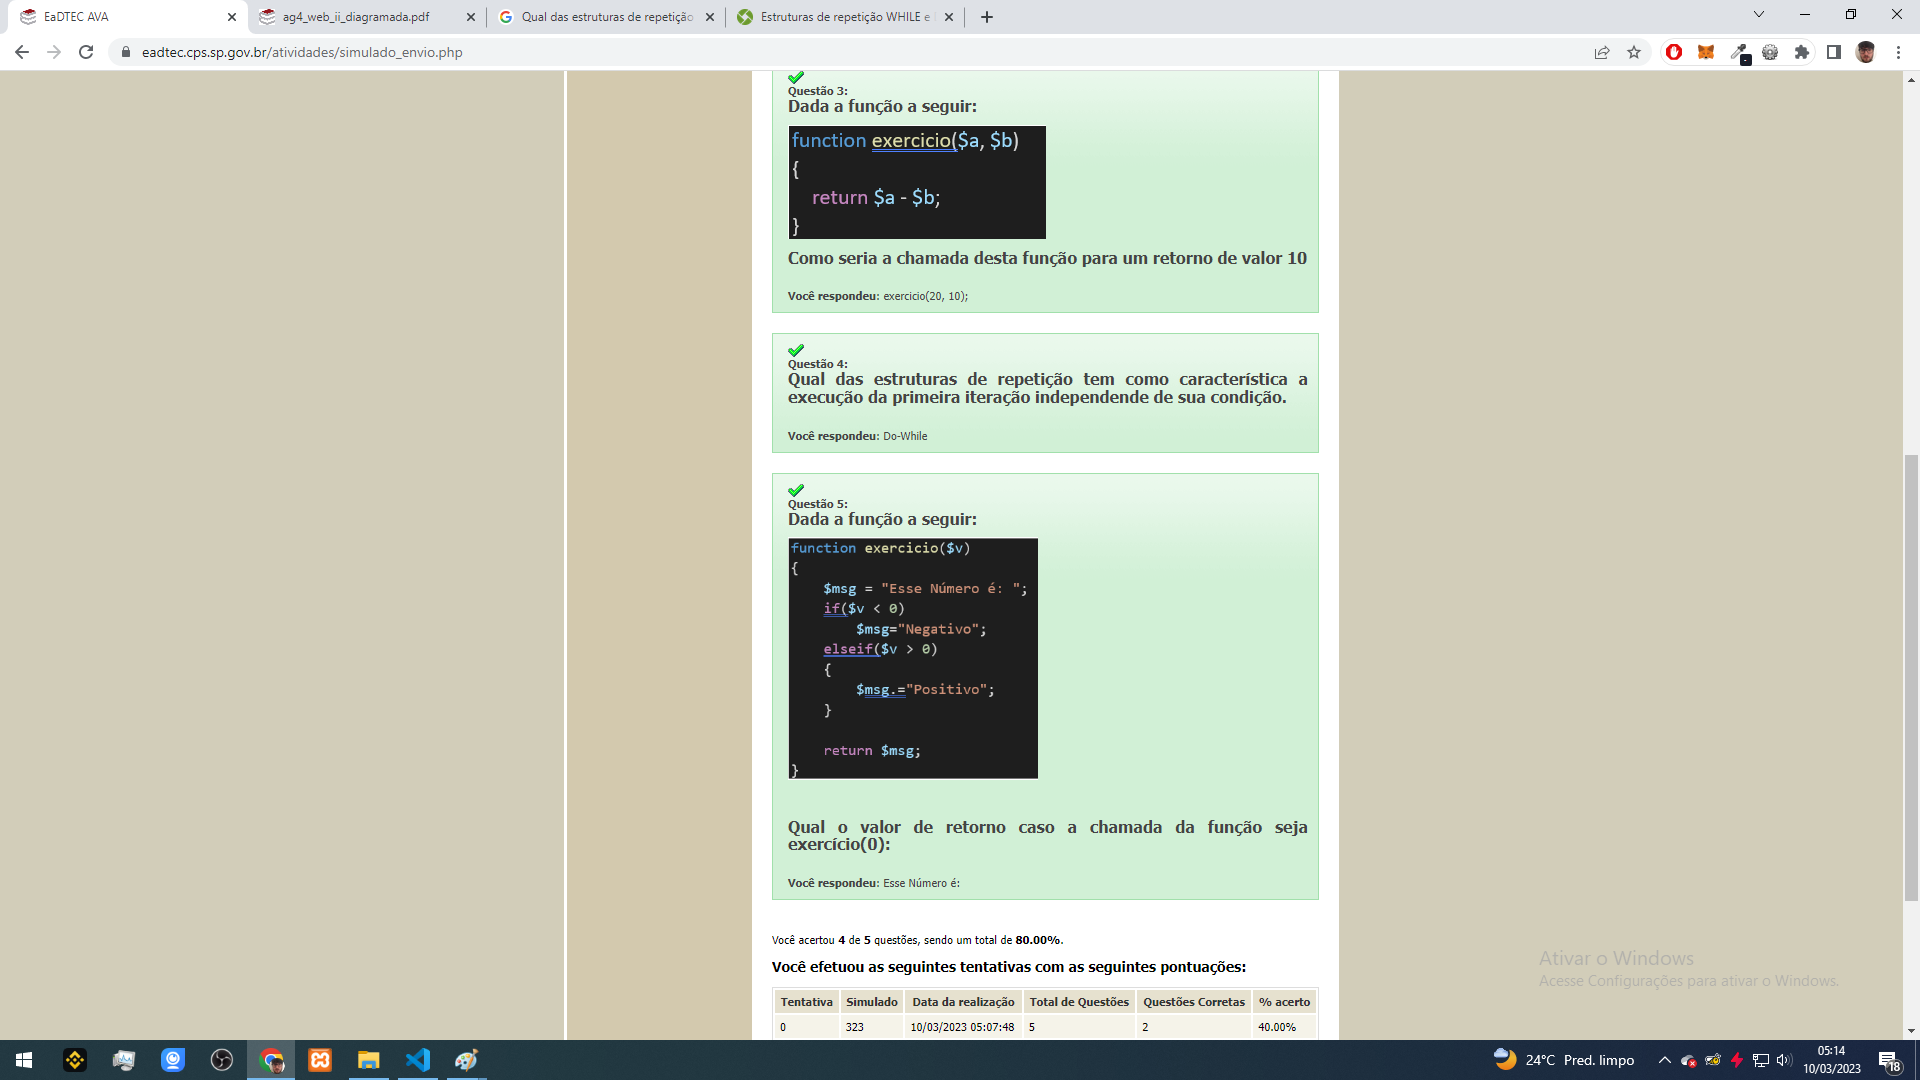 EaDTEC AVA
ag4_web_ii_diagramada.pdf
Qual das estruturas de repetição
Estruturas de repetição WHILE e
eadtec.cps.sp.gov.br/atividades/simulado_envio.php
Questão 3:
Dada a função a seguir:
function exercicio($a, $b)
{
return $a - $b;
}
Como seria a chamada desta função para um retorno de valor 10
Você respondeu: exercicio(20, 10);
Questão 4:
Qual das estruturas de repetição tem como característica a
execução da primeira iteração independende de sua condição.
Você respondeu: Do-While
Questão 5:
Dada a função a seguir:
function exercicio($v)
{
$msg = "Esse Número é: ";
if($v < 0)
$msg="Negativo";
elseif($v > 0)
{
$msg.="Positivo";
}
return $msg;
}
Qual o valor de retorno caso a chamada da função seja
exercício(0):
Você respondeu: Esse Número é:
Você acertou 4 de 5 questões, sendo um total de 80.00%.
Você efetuou as seguintes tentativas com as seguintes pontuações:
Tentativa Simulado Data da realização Total de Questões Questões Corretas % acerto
0 323 10/03/2023 05:07:48 5 2 40.00%
Ativar o Windows
Acesse Configurações para ativar o Windows.
24°C Pred. limpo
05:14
10/03/2023
18